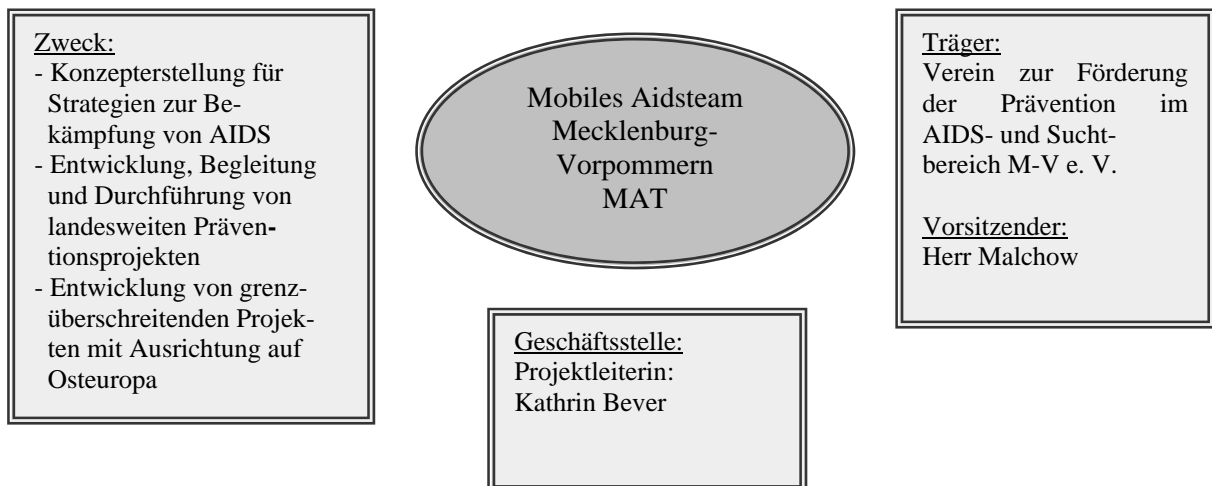 Zweck:
- Konzepterstellung für
Strategien zur Be-
kämpfung von AIDS
- Entwicklung, Begleitung
und Durchführung von
landesweiten Präven-
tionsprojekten
- Entwicklung von grenz-
überschreitenden Projek-
ten mit Ausrichtung auf
Osteuropa
Mobiles Aidsteam
Mecklenburg-
Vorpommern
MAT
Geschäftsstelle:
Projektleiterin:
Kathrin Bever
Träger:
Verein zur Förderung
der Prävention im
AIDS- und Sucht-
bereich M-V e. V.
Vorsitzender:
Herr Malchow